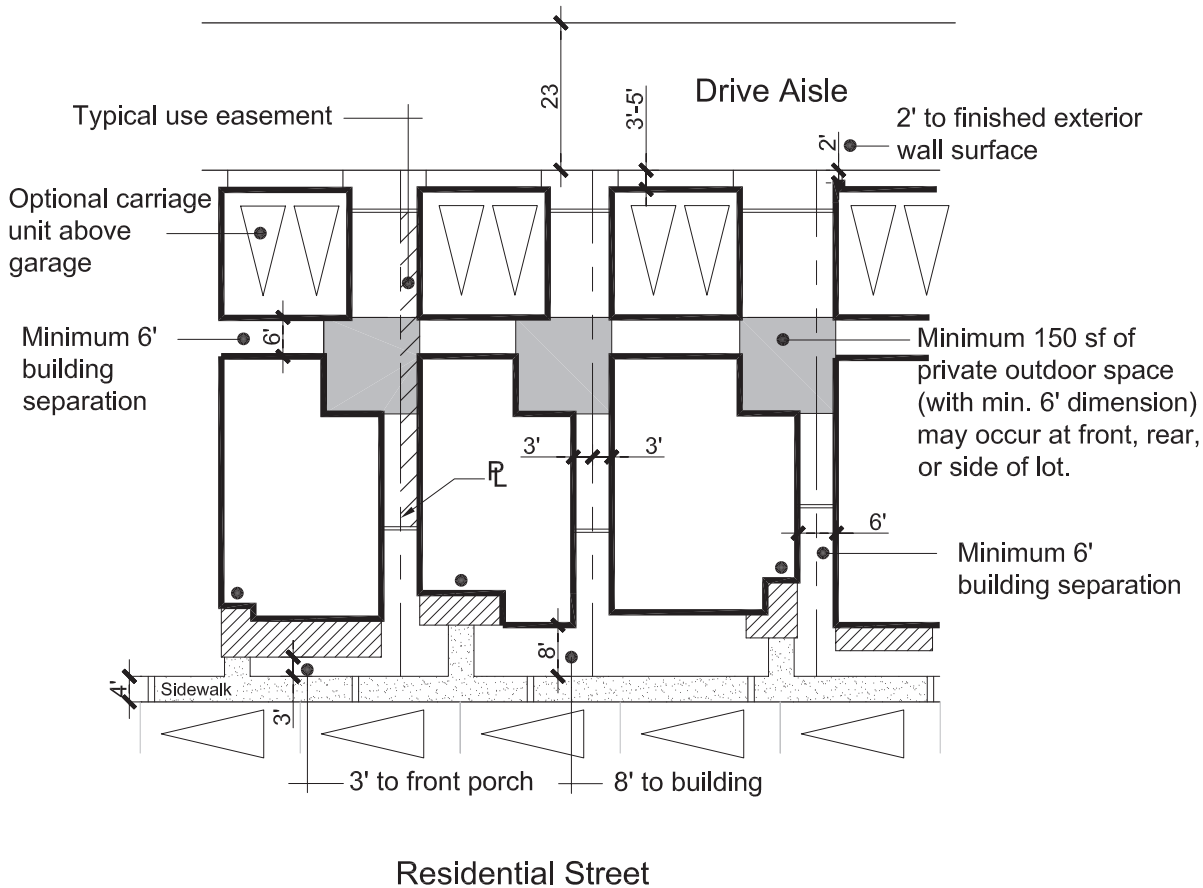 Drive Aisle
23
3'-5'
Typical use easement
2'
2' to finished exterior
wall surface
Optional carriage
unit above
garage
Minimum 6'
building
separation
6'
Minimum 150 sf of
private outdoor space
(with min. 6' dimension)
may occur at front, rear,
or side of lot.
3'
3'
PL
6'
Minimum 6'
building separation
8'
4'
Sidewalk
3'
3' to front porch
8' to building
Residential Street